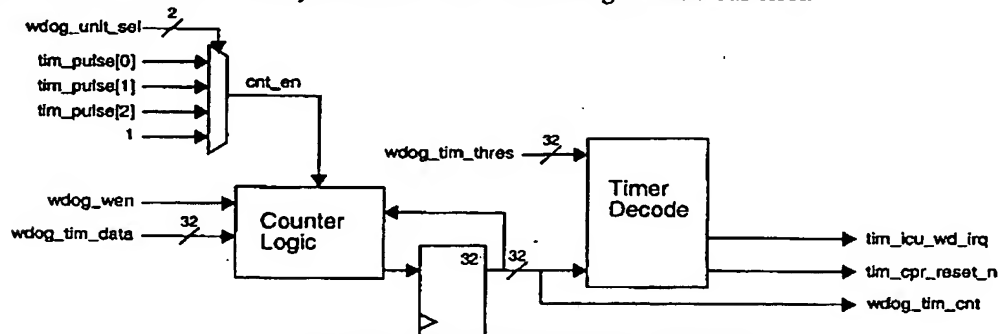 wdog_unit_sel
2
tim_pulse[0]
tim_pulse[1]
tim_pulse[2]
1
cnt_en
wdog_tim_thres
32
Timer
Decode
wdog_wen
wdog_tim_data
32
Counter
Logic
32
32
tim_icu_wd_irq
tim_cpr_reset_n
wdog_tim_cnt